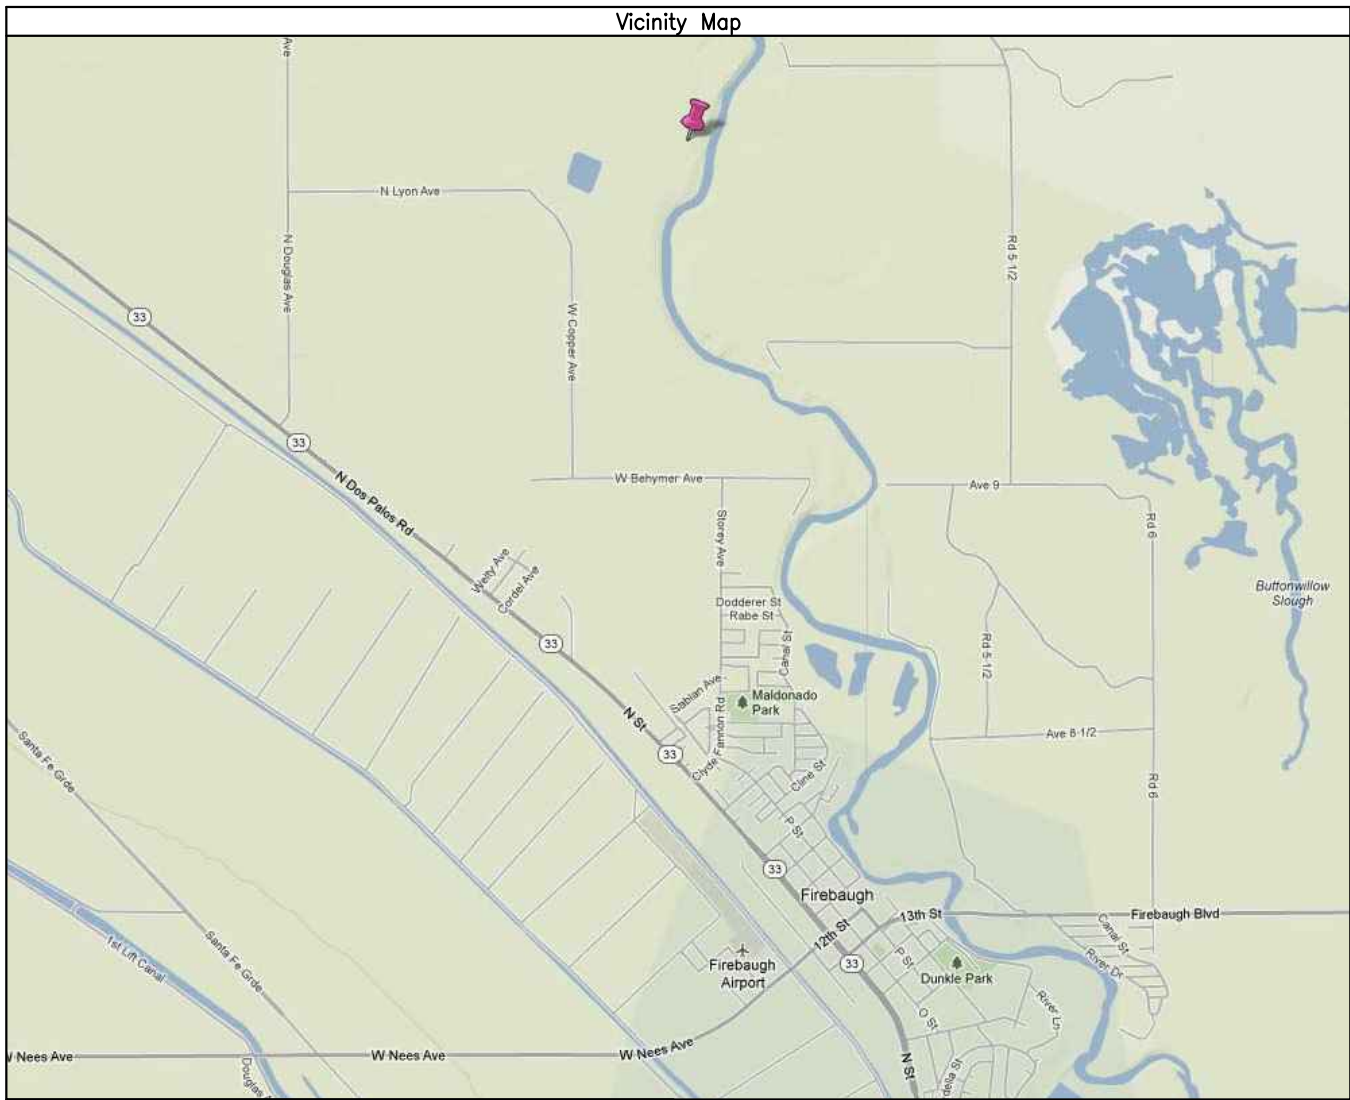 Vicinity Map
Ave
N Lyon Ave
N Douglas Ave
Rd 5-1/2
33
W Copper Ave
33
N Dos Palos Rd
W Behymer Ave
Ave 9
Storey Ave
Rd 6
Welty Ave
Cordel Ave
Buttonwillow
Slough
Dodderer St
Rabe St
33
Canal St
Rd 5-1/2
Sabian Ave
Maldonado
Park
N St
Clyde Fannon Rd
33
Ave 8-1/2
Santa Fe Grde
Cline St
Rd 6
P St
33
Firebaugh
13th St
Firebaugh Blvd
12th St
Canal St
1st Lift Canal
Santa Fe Grde
Firebaugh
Airport
33
P St
Dunkle Park
River Dr
River Ln
O St
W Nees Ave
W Nees Ave
W Nees Ave
N St
Douglas A
della St